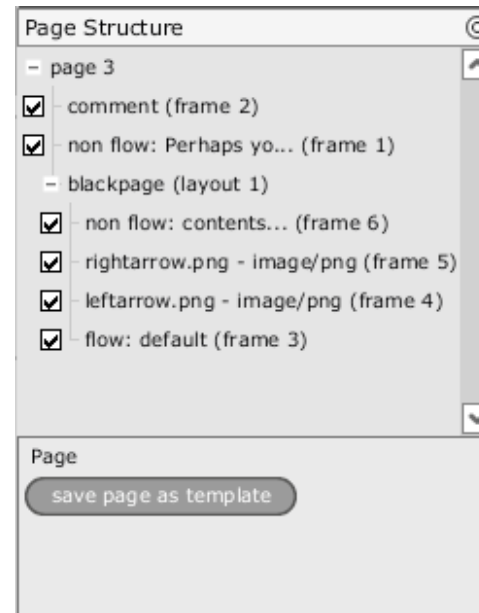 Page Structure
page 3
comment (frame 2)
non flow: Perhaps yo... (frame 1)
blackpage (layout 1)
non flow: contents... (frame 6)
rightarrow.png - image/png (frame 5)
leftarrow.png - image/png (frame 4)
flow: default (frame 3)
Page
save page as template